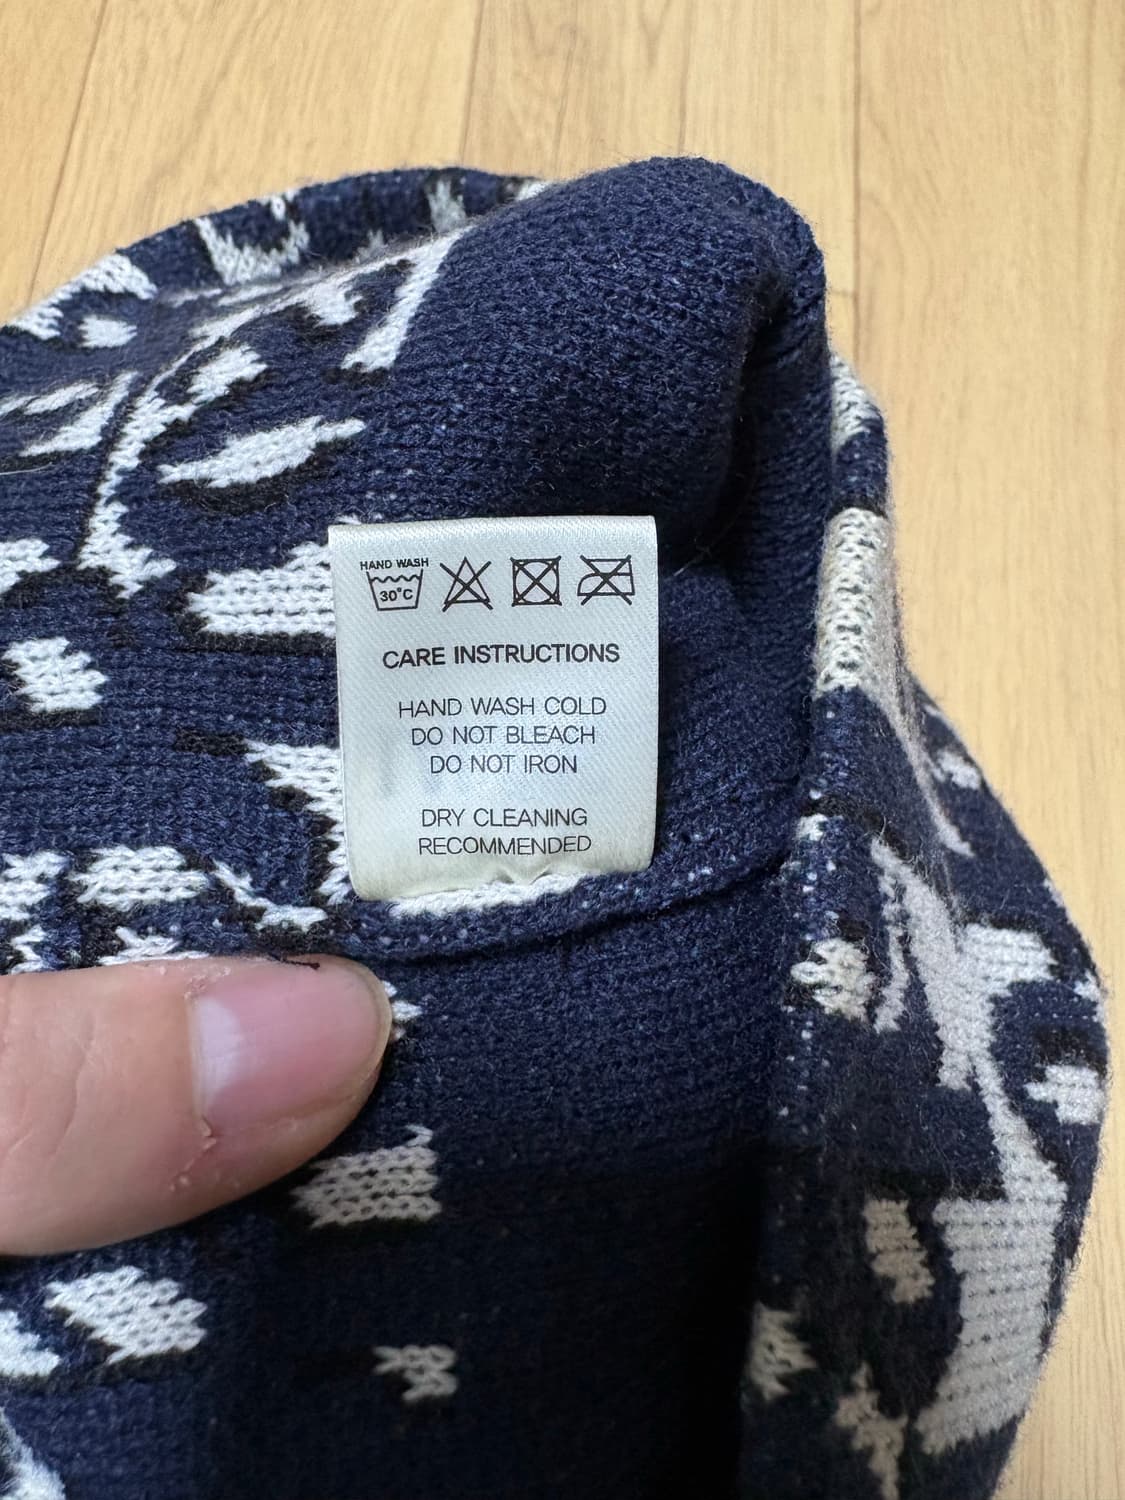 HAND WASH
30°C
CARE INSTRUCTIONS
HAND WASH COLD
DO NOT BLEACH
DO NOT IRON
DRY CLEANING
RECOMMENDED